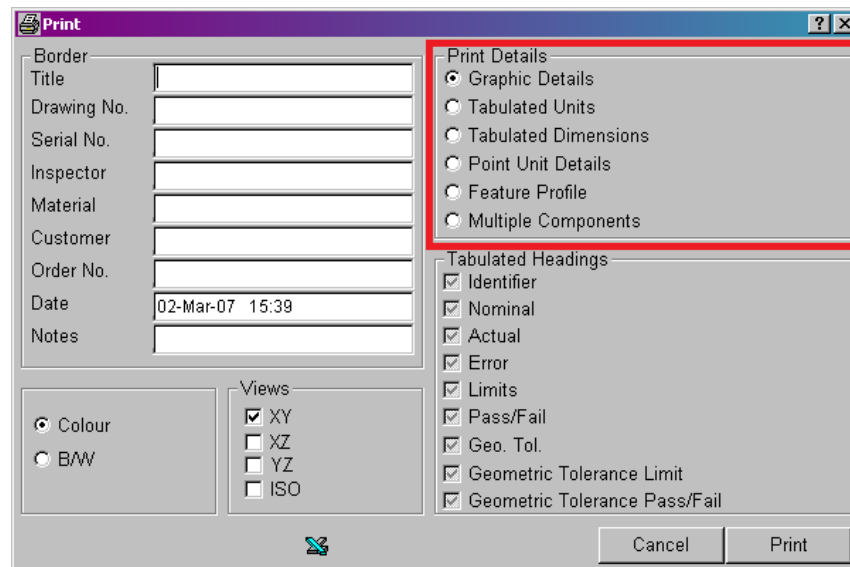 Print
Border
Title
Drawing No.
Serial No.
Inspector
Material
Customer
Order No.
Date 02-Mar-07 15:39
Notes
Colour
B/W
Views
XY
XZ
YZ
ISO
Print Details
Graphic Details
Tabulated Units
Tabulated Dimensions
Point Unit Details
Feature Profile
Multiple Components
Tabulated Headings
Identifier
Nominal
Actual
Error
Limits
Pass/Fail
Geo. Tol.
Geometric Tolerance Limit
Geometric Tolerance Pass/Fail
Cancel Print